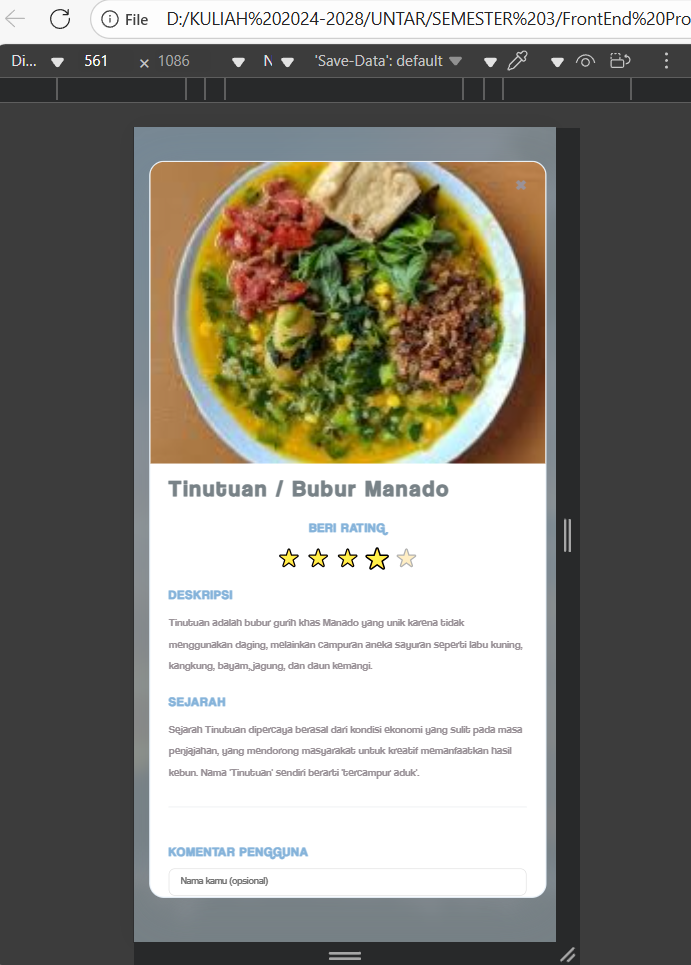 File
D:/KULIAH%202024-2028/UNTAR/SEMESTER%203/FrontEnd%20Pro
Di...
561
×
1086
N
'Save-Data': default
Tinutuan / Bubur Manado
BERI RATING
DESKRIPSI
Tinutuan adalah bubur gurih khas Manado yang unik karena tidak
menggunakan daging, melainkan campuran aneka sayuran seperti labu kuning,
kangkung, bayam, jagung, dan daun kemangi.
SEJARAH
Sejarah Tinutuan dipercaya berasal dari kondisi ekonomi yang sulit pada masa
penjajahan, yang mendorong masyarakat untuk kreatif memanfaatkan hasil
kebun. Nama 'Tinutuan' sendiri berarti 'tercampur aduk'.
KOMENTAR PENGGUNA
Nama kamu (opsional)